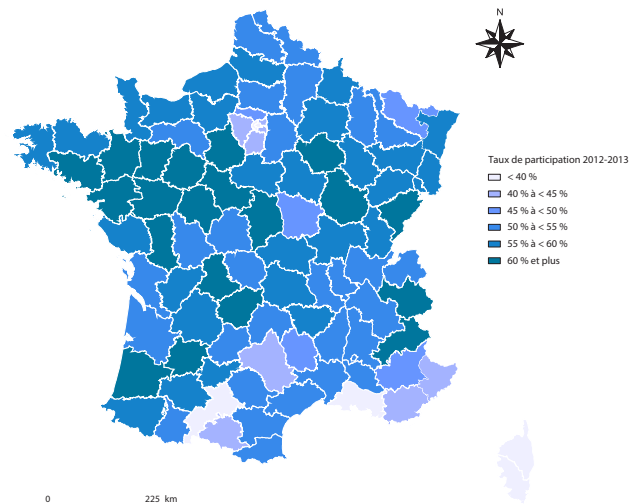 Taux de participation 2012-2013
< 40 %
40 % à < 45 %
45 % à < 50 %
50 % à < 55 %
55 % à < 60 %
60 % et plus
0 225 km